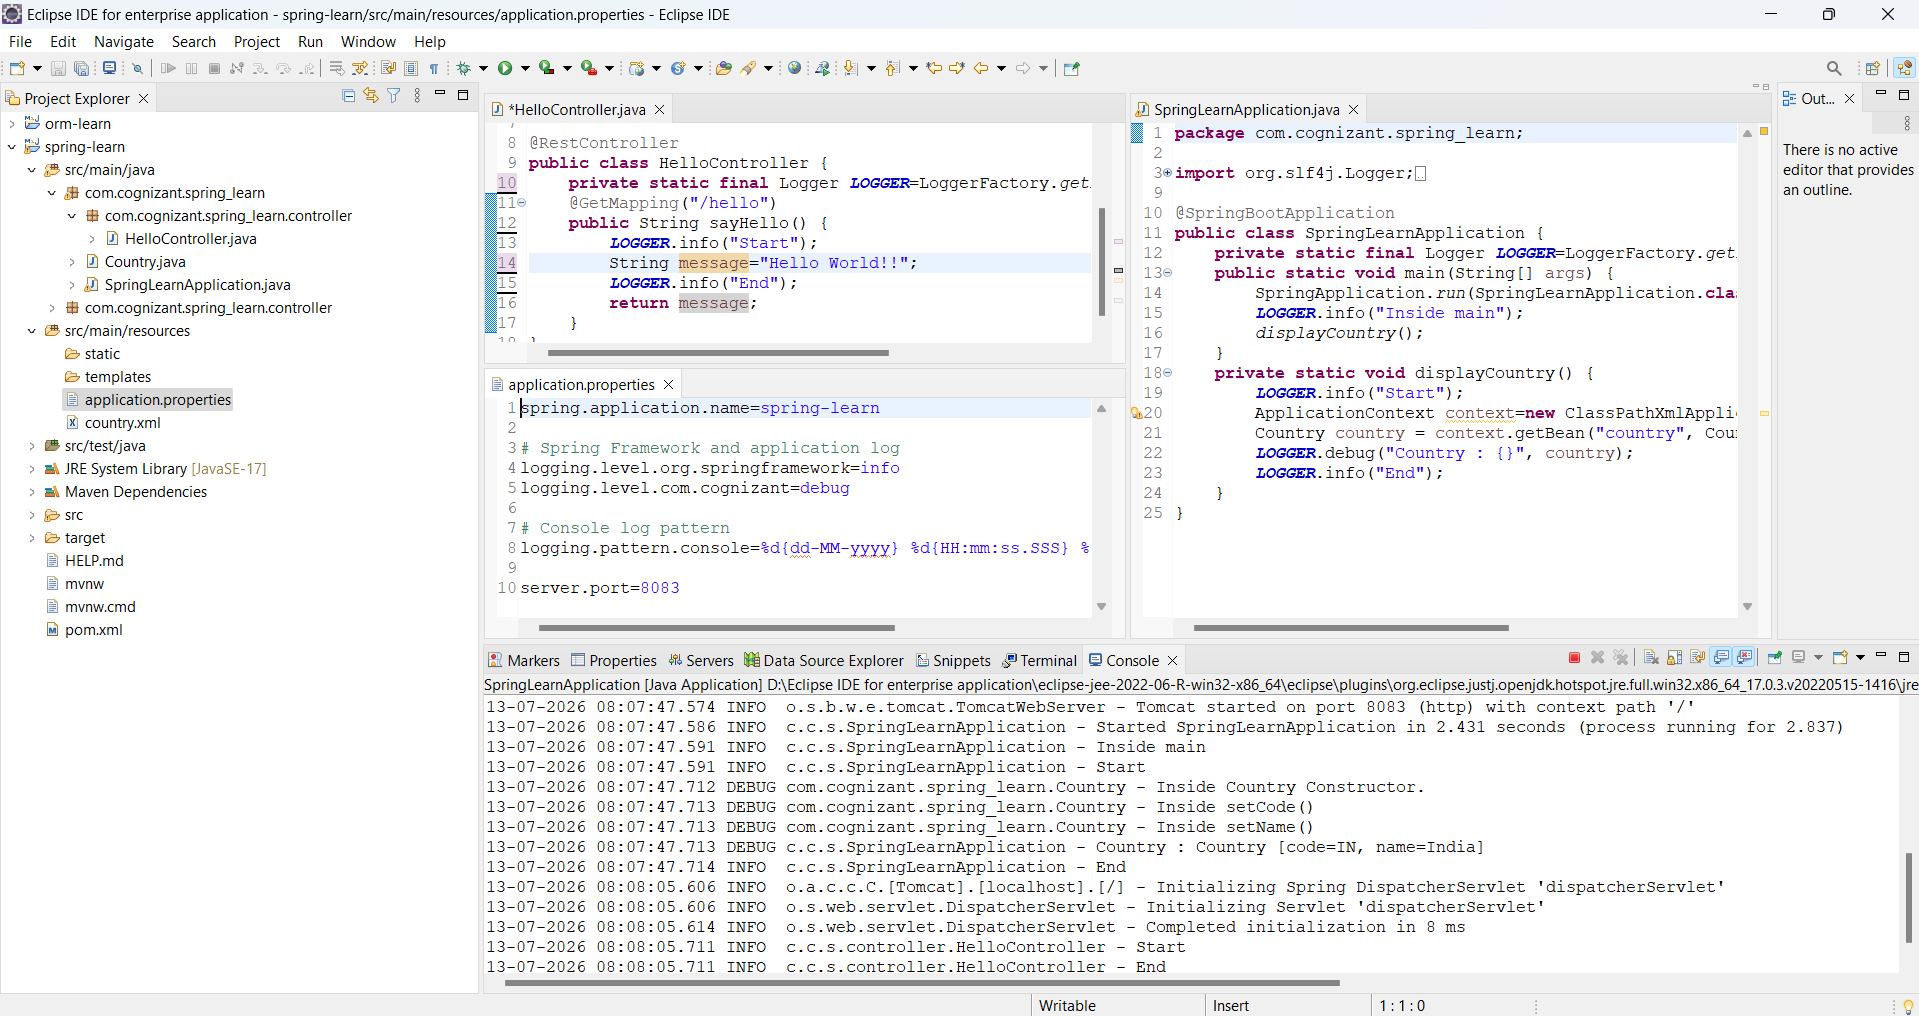 Eclipse IDE for enterprise application - spring-learn/src/main/resources/application.properties - Eclipse IDE
File Edit Navigate Search Project Run Window Help
Project Explorer
orm-learn
spring-learn
src/main/java
com.cognizant.spring_learn
com.cognizant.spring_learn.controller
HelloController.java
Country.java
SpringLearnApplication.java
com.cognizant.spring_learn.controller
src/main/resources
static
templates
application.properties
country.xml
src/test/java
JRE System Library [JavaSE-17]
Maven Dependencies
src
target
HELP.md
mvnw
mvnw.cmd
pom.xml
*HelloController.java
8 @RestController
9 public class HelloController {
10 private static final Logger LOGGER=LoggerFactory.get
11 @GetMapping("/hello")
12 public String sayHello() {
13 LOGGER.info("Start");
14 String message="Hello World!!";
15 LOGGER.info("End");
16 return message;
17 }
application.properties
1 spring.application.name=spring-learn
2
3 # Spring Framework and application log
4 logging.level.org.springframework=info
5 logging.level.com.cognizant=debug
6
7 # Console log pattern
8 logging.pattern.console=%d{dd-MM-yyyy} %d{HH:mm:ss.SSS} %
9
10 server.port=8083
SpringLearnApplication.java
1 package com.cognizant.spring_learn;
2
3 import org.slf4j.Logger;
9
10 @SpringBootApplication
11 public class SpringLearnApplication {
12 private static final Logger LOGGER=LoggerFactory.get
13 public static void main(String[] args) {
14 SpringApplication.run(SpringLearnApplication.cla
15 LOGGER.info("Inside main");
16 displayCountry();
17 }
18 private static void displayCountry() {
19 LOGGER.info("Start");
20 ApplicationContext context=new ClassPathXmlAppli
21 Country country = context.getBean("country", Cou
22 LOGGER.debug("Country : {}", country);
23 LOGGER.info("End");
24 }
25 }
Out...
There is no active
editor that provides
an outline.
Markers Properties Servers Data Source Explorer Snippets Terminal Console
SpringLearnApplication [Java Application] D:\Eclipse IDE for enterprise application\eclipse-jee-2022-06-R-win32-x86_64\eclipse\plugins\org.eclipse.justj.openjdk.hotspot.jre.full.win32.x86_64_17.0.3.v20220515-1416\jre
13-07-2026 08:07:47.574 INFO o.s.b.w.e.tomcat.TomcatWebServer - Tomcat started on port 8083 (http) with context path '/'
13-07-2026 08:07:47.586 INFO c.c.s.SpringLearnApplication - Started SpringLearnApplication in 2.431 seconds (process running for 2.837)
13-07-2026 08:07:47.591 INFO c.c.s.SpringLearnApplication - Inside main
13-07-2026 08:07:47.591 INFO c.c.s.SpringLearnApplication - Start
13-07-2026 08:07:47.712 DEBUG com.cognizant.spring_learn.Country - Inside Country Constructor.
13-07-2026 08:07:47.713 DEBUG com.cognizant.spring_learn.Country - Inside setCode()
13-07-2026 08:07:47.713 DEBUG com.cognizant.spring_learn.Country - Inside setName()
13-07-2026 08:07:47.713 DEBUG c.c.s.SpringLearnApplication - Country : Country [code=IN, name=India]
13-07-2026 08:07:47.714 INFO c.c.s.SpringLearnApplication - End
13-07-2026 08:08:05.606 INFO o.a.c.c.C.[Tomcat].[localhost].[/] - Initializing Spring DispatcherServlet 'dispatcherServlet'
13-07-2026 08:08:05.606 INFO o.s.web.servlet.DispatcherServlet - Initializing Servlet 'dispatcherServlet'
13-07-2026 08:08:05.614 INFO o.s.web.servlet.DispatcherServlet - Completed initialization in 8 ms
13-07-2026 08:08:05.711 INFO c.c.s.controller.HelloController - Start
13-07-2026 08:08:05.711 INFO c.c.s.controller.HelloController - End
Writable Insert 1:1:0